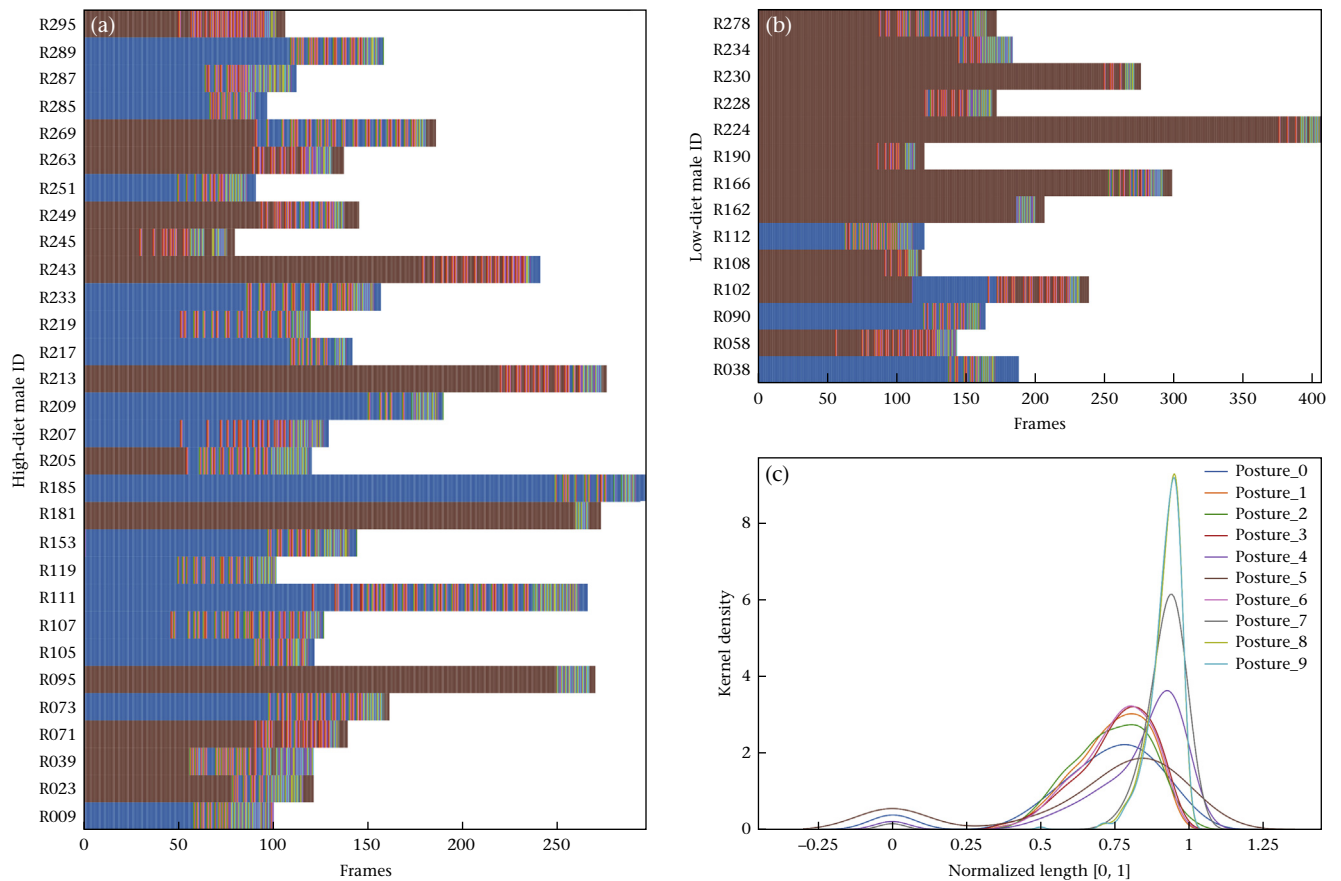 (a)
High-diet male ID
R295
R289
R287
R285
R269
R263
R251
R249
R245
R243
R233
R219
R217
R213
R209
R207
R205
R185
R181
R153
R119
R111
R107
R105
R095
R073
R071
R039
R023
R009
0
100
150
200
250
Frames
(b)
Low-diet male ID
R278
R234
R230
R228
R224
R190
R166
R162
R112
R108
R102
R090
R058
R038
0
50
100
150
200
250
300
350
400
Frames
(c)
Kernel density
8
6
4
2
0
Posture_0
Posture_1
Posture_2
Posture_3
Posture_4
Posture_5
Posture_6
Posture_7
Posture_8
Posture_9
−0.25
0
0.25
0.5
0.75
1
1.25
Normalized length [0, 1]